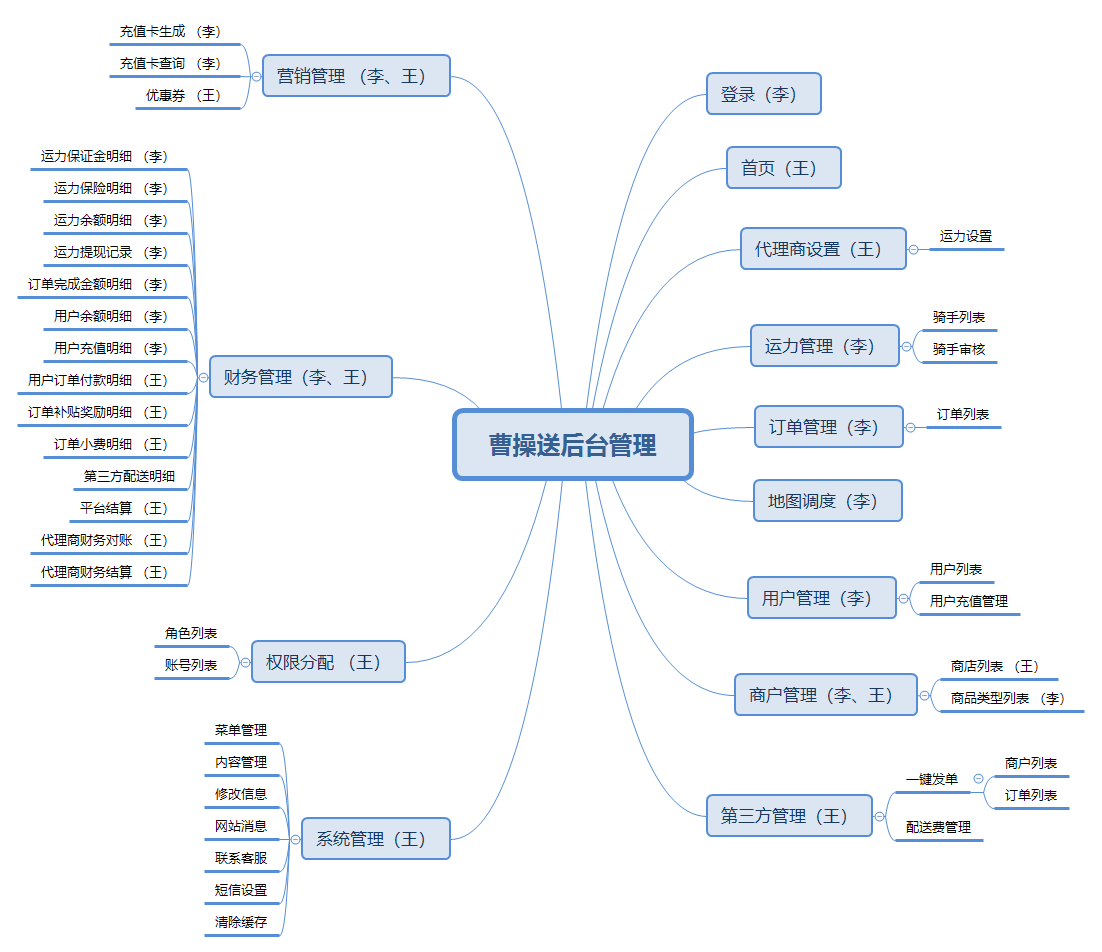 曹操送后台管理
登录（李）
首页（王）
代理商设置（王）
运力设置
运力管理（李）
骑手列表
骑手审核
订单管理（李）
订单列表
地图调度（李）
用户管理（李）
用户列表
用户充值管理
商户管理（李、王）
商店列表 （王）
商品类型列表 （李）
第三方管理（王）
一键发单
商户列表
订单列表
配送费管理
营销管理 （李、王）
充值卡生成 （李）
充值卡查询 （李）
优惠券 （王）
财务管理（李、王）
运力保证金明细 （李）
运力保险明细 （李）
运力余额明细 （李）
运力提现记录 （李）
订单完成金额明细 （李）
用户余额明细 （李）
用户充值明细 （李）
用户订单付款明细 （王）
订单补贴奖励明细 （王）
订单小费明细 （王）
第三方配送明细
平台结算 （王）
代理商财务对账 （王）
代理商财务结算 （王）
权限分配 （王）
角色列表
账号列表
系统管理（王）
菜单管理
内容管理
修改信息
网站消息
联系客服
短信设置
清除缓存